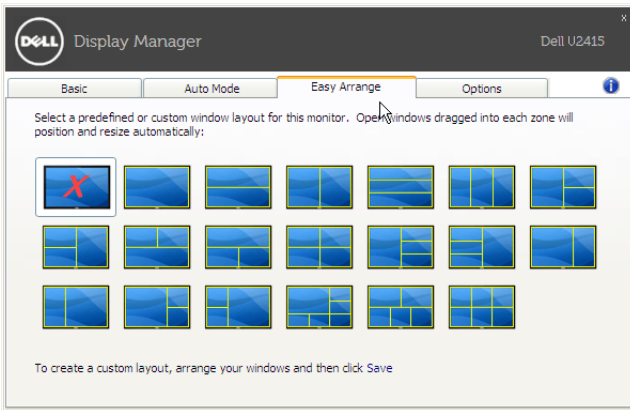 x
DELL Display Manager Dell U2415
Basic Auto Mode Easy Arrange Options i
Select a predefined or custom window layout for this monitor. Open windows dragged into each zone will
position and resize automatically:
X
To create a custom layout, arrange your windows and then click Save